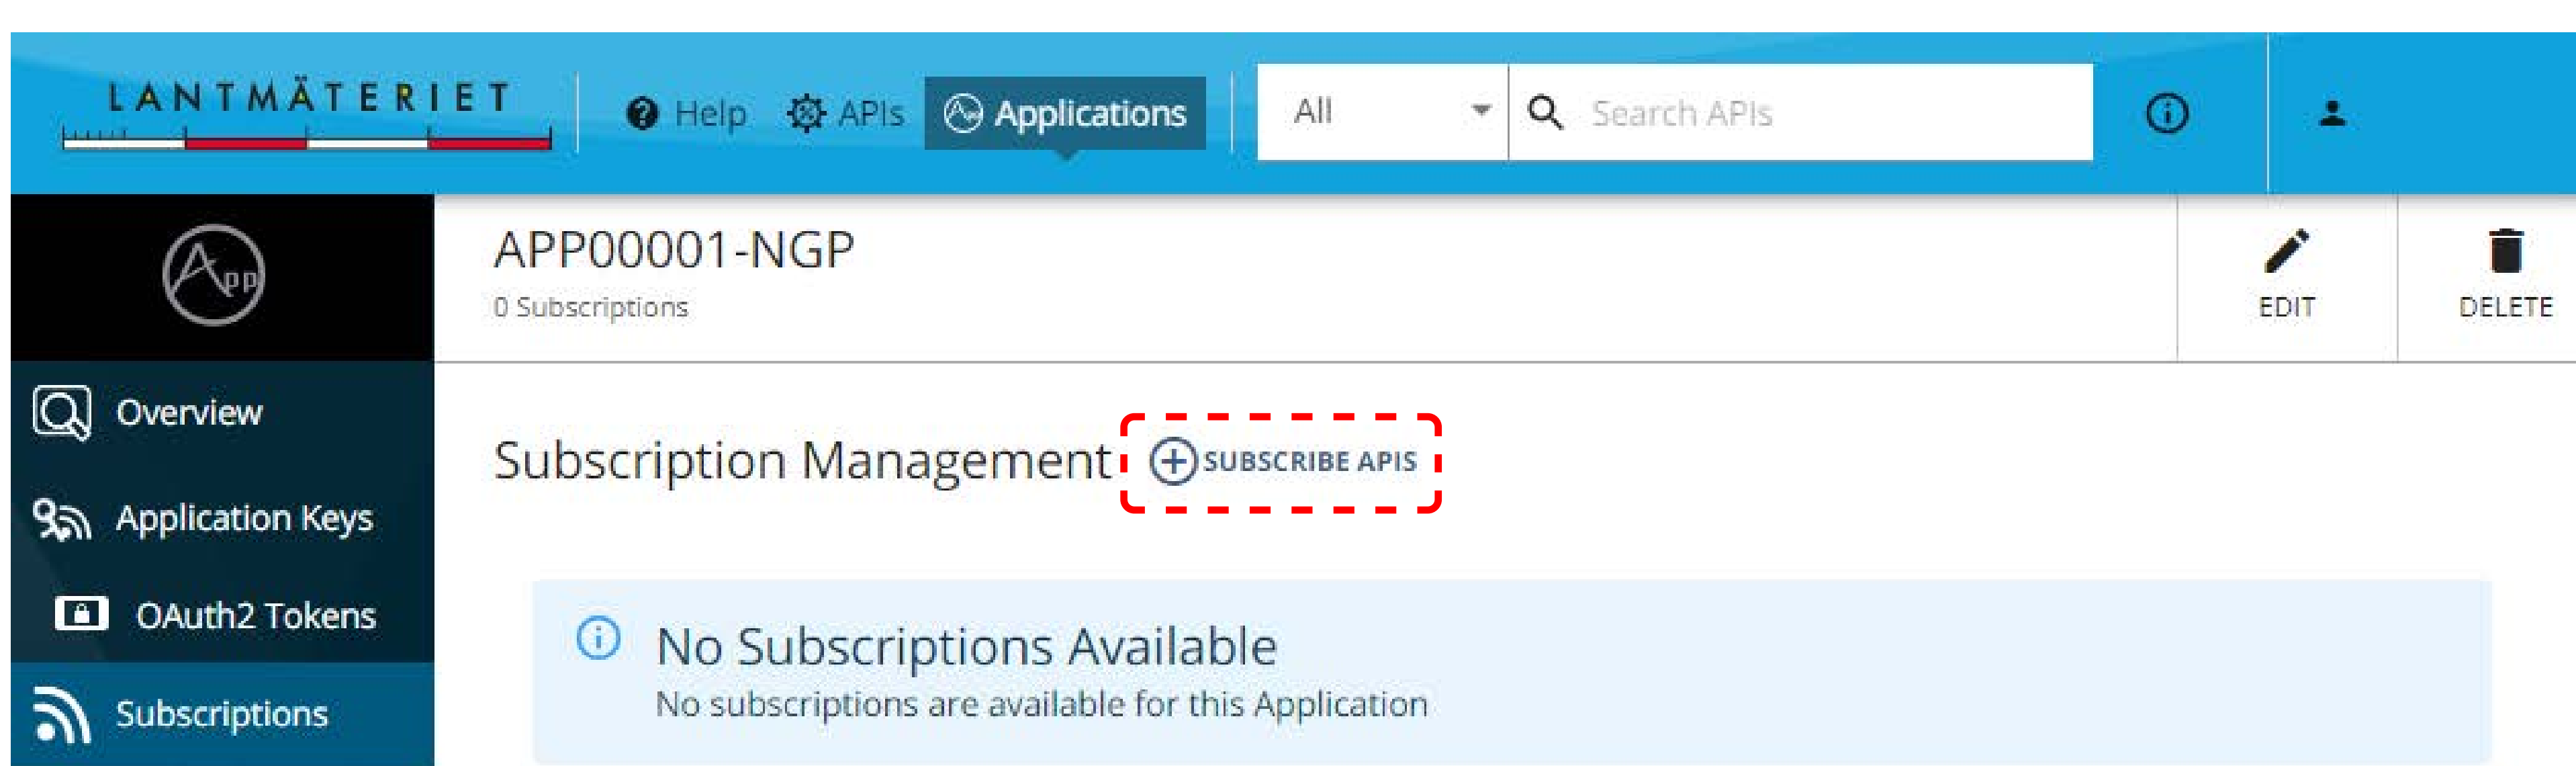 LANTMÄTERIET
Help APIs Applications All Search APIs
App
APP00001-NGP
0 Subscriptions
EDIT
DELETE
Overview
Application Keys
OAuth2 Tokens
Subscriptions
Subscription Management SUBSCRIBE APIS
No Subscriptions Available
No subscriptions are available for this Application